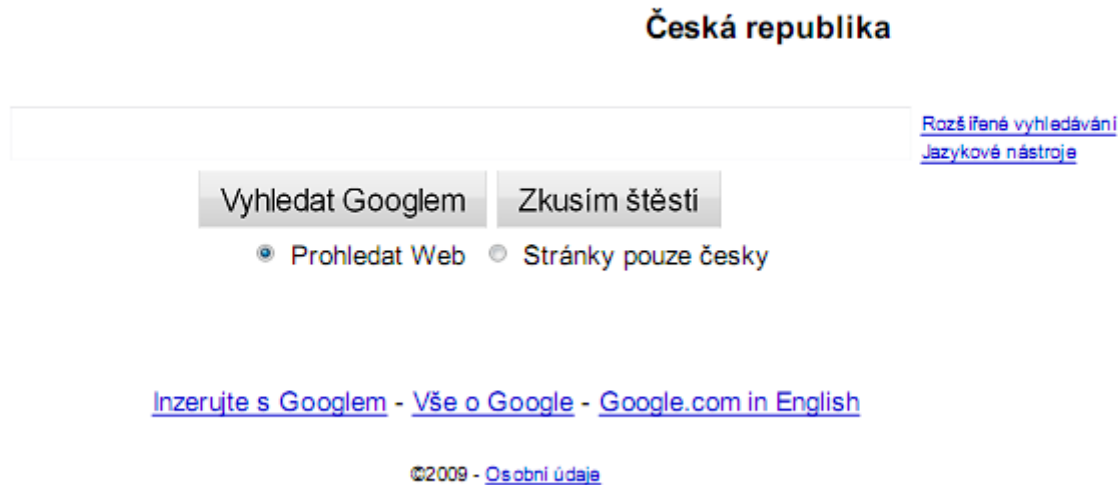 Česká republika
Rozšířené vyhledávání
Jazykové nástroje
Vyhledat Googlem Zkusím štěstí
Prohledat Web Stránky pouze česky
Inzerujte s Googlem - Vše o Google - Google.com in English
©2009 - Osobní údaje